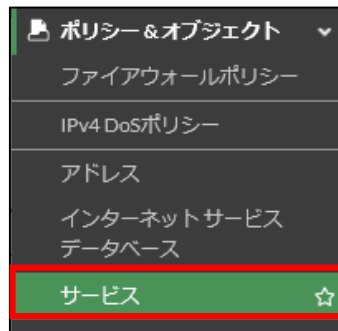 ポリシー&オブジェクト
ファイアウォールポリシー
IPv4 DoSポリシー
アドレス
インターネット サービス
データベース
サービス